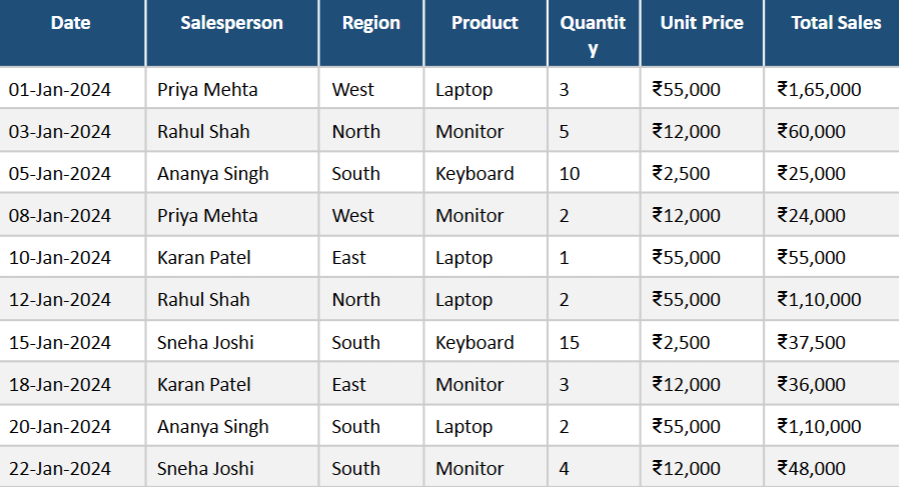 Date Salesperson Region Product Quantit
y Unit Price Total Sales
01-Jan-2024 Priya Mehta West Laptop 3 ₹55,000 ₹1,65,000
03-Jan-2024 Rahul Shah North Monitor 5 ₹12,000 ₹60,000
05-Jan-2024 Ananya Singh South Keyboard 10 ₹2,500 ₹25,000
08-Jan-2024 Priya Mehta West Monitor 2 ₹12,000 ₹24,000
10-Jan-2024 Karan Patel East Laptop 1 ₹55,000 ₹55,000
12-Jan-2024 Rahul Shah North Laptop 2 ₹55,000 ₹1,10,000
15-Jan-2024 Sneha Joshi South Keyboard 15 ₹2,500 ₹37,500
18-Jan-2024 Karan Patel East Monitor 3 ₹12,000 ₹36,000
20-Jan-2024 Ananya Singh South Laptop 2 ₹55,000 ₹1,10,000
22-Jan-2024 Sneha Joshi South Monitor 4 ₹12,000 ₹48,000